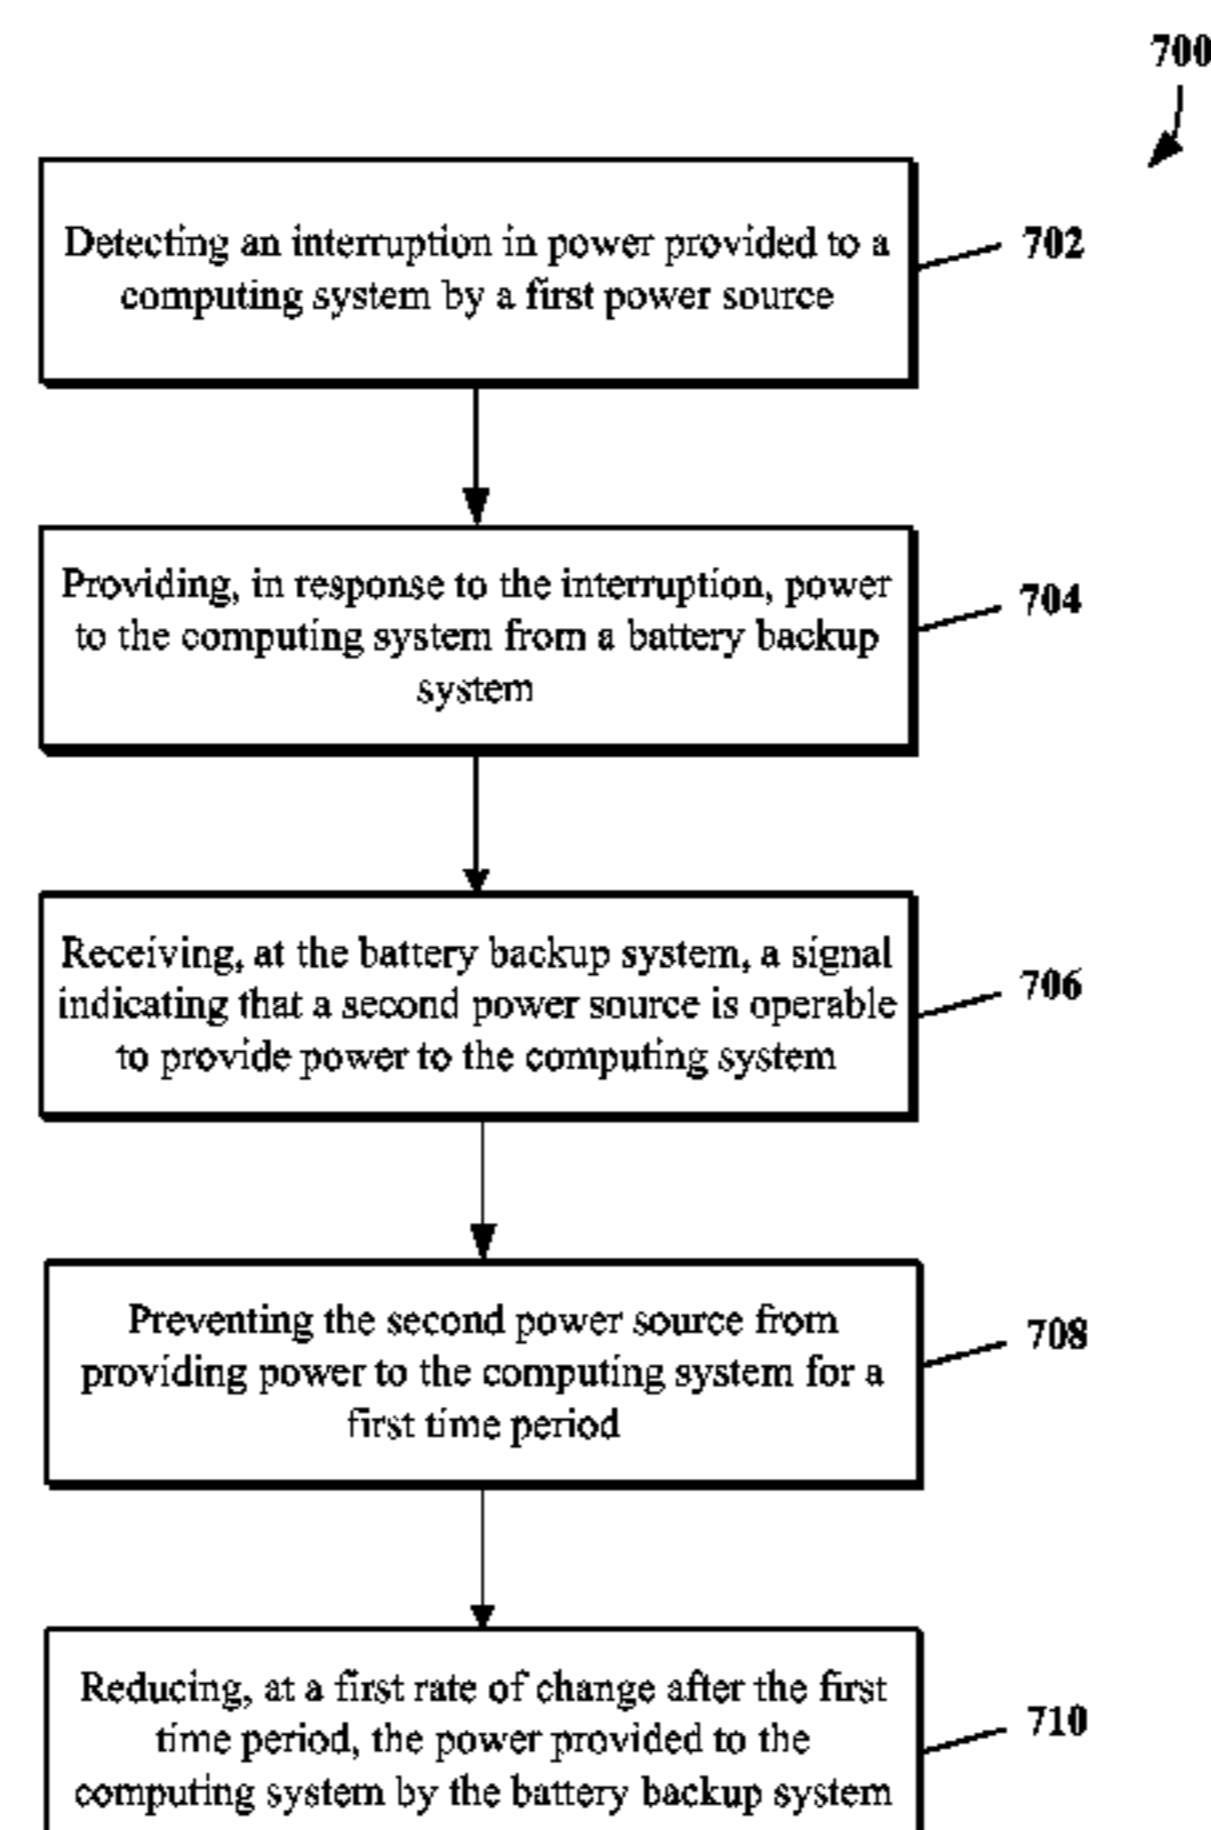 700
Detecting an interruption in power provided to a
computing system by a first power source
702
Providing, in response to the interruption, power
to the computing system from a battery backup
system
704
Receiving, at the battery backup system, a signal
indicating that a second power source is operable
to provide power to the computing system
706
Preventing the second power source from
providing power to the computing system for a
first time period
708
Reducing, at a first rate of change after the first
time period, the power provided to the
computing system by the battery backup system
710